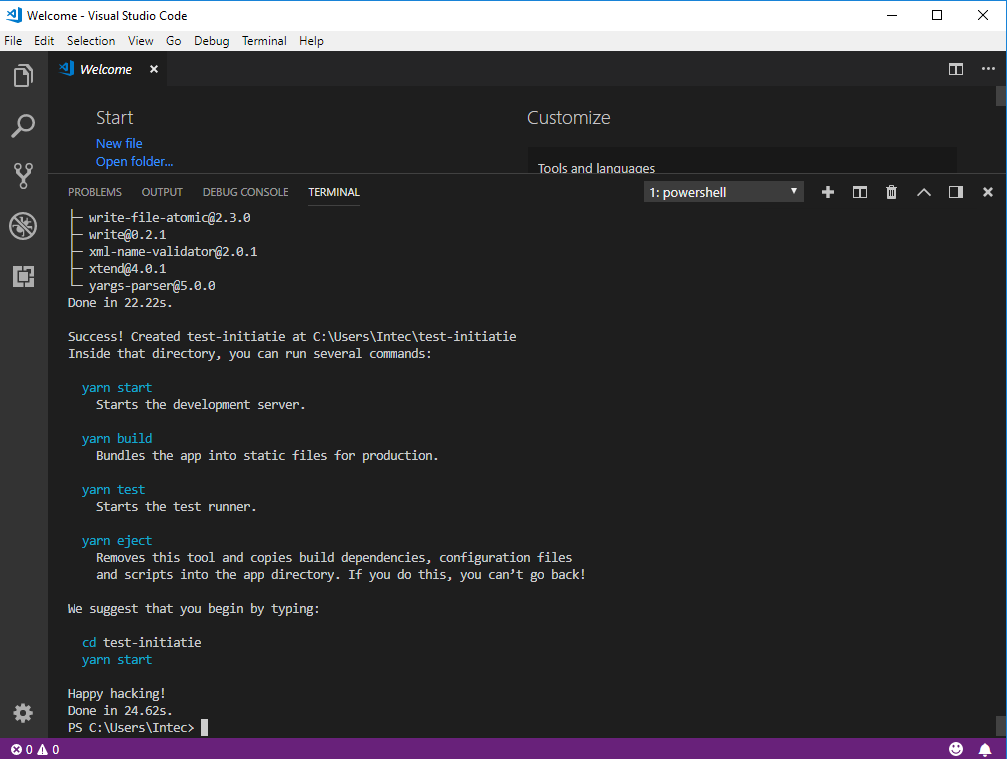 Welcome - Visual Studio Code
File Edit Selection View Go Debug Terminal Help
Welcome
Start
New file
Open folder...
Customize
Tools and languages
PROBLEMS OUTPUT DEBUG CONSOLE TERMINAL 1: powershell
├─ write-file-atomic@2.3.0
├─ write@0.2.1
├─ xml-name-validator@2.0.1
├─ xtend@4.0.1
└─ yargs-parser@5.0.0
Done in 22.22s.
Success! Created test-initiatie at C:\Users\Intec\test-initiatie
Inside that directory, you can run several commands:
yarn start
Starts the development server.
yarn build
Bundles the app into static files for production.
yarn test
Starts the test runner.
yarn eject
Removes this tool and copies build dependencies, configuration files
and scripts into the app directory. If you do this, you can’t go back!
We suggest that you begin by typing:
cd test-initiatie
yarn start
Happy hacking!
Done in 24.62s.
PS C:\Users\Intec>
0 0